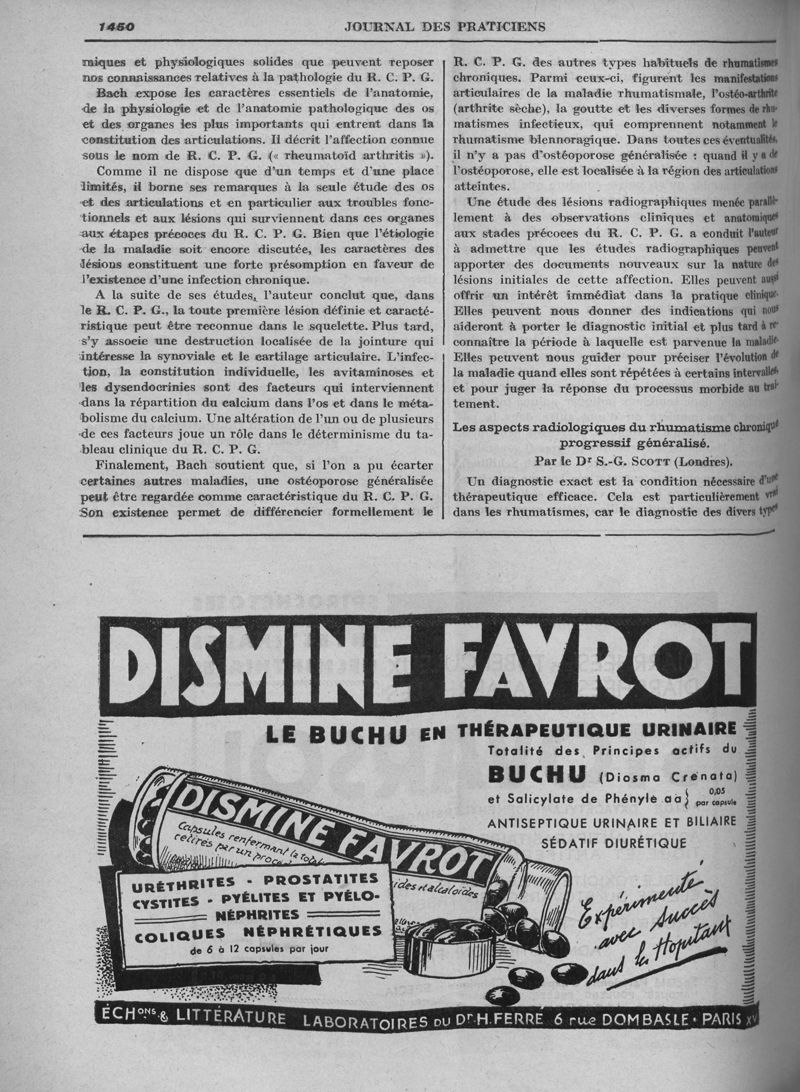 1450
JOURNAL DES PRATICIENS
miques et physiologiques solides que peuvent reposer
nos connaissances relatives à la pathologie du R. C. P. G.
Bach expose les caractères essentiels de l'anatomie,
de la physiologie et de l'anatomie pathologique des os
et des organes les plus importants qui entrent dans la
constitution des articulations. Il décrit l'affection connue
sous le nom de R. C. P. G. (« rheumatoïd arthritis »).
Comme il ne dispose que d'un temps et d'une place
limités, il borne ses remarques à la seule étude des os
et des articulations et en particulier aux troubles fonc-
tionnels et aux lésions qui surviennent dans ces organes
aux étapes précoces du R. C. P. G. Bien que l'étiologie
de la maladie soit encore discutée, les caractères des
lésions constituent une forte présomption en faveur de
l'existence d'une infection chronique.
A la suite de ses études, l'auteur conclut que, dans
le R. C. P. G., la toute première lésion définie et caracté-
ristique peut être reconnue dans le squelette. Plus tard,
s'y associe une destruction localisée de la jointure qui
intéresse la synoviale et le cartilage articulaire. L'infec-
tion, la constitution individuelle, les avitaminoses et
les dysendocrinies sont des facteurs qui interviennent
dans la répartition du calcium dans l'os et dans le méta-
bolisme du calcium. Une altération de l'un ou de plusieurs
de ces facteurs joue un rôle dans le déterminisme du ta-
bleau clinique du R. C. P. G.
Finalement, Bach soutient que, si l'on a pu écarter
certaines autres maladies, une ostéoporose généralisée
peut être regardée comme caractéristique du R. C. P. G.
Son existence permet de différencier formellement le
R. C. P. G. des autres types habituels de rhumatismes
chroniques. Parmi ceux-ci, figurent les manifestations
articulaires de la maladie rhumatismale, l'ostéo-arthrite
(arthrite sèche), la goutte et les diverses formes de rhu-
matismes infectieux, qui comprennent notamment le
rhumatisme blennoragique. Dans toutes ces éventualités,
il n'y a pas d'ostéoporose généralisée : quand il y a de
l'ostéoporose, elle est localisée à la région des articulations
atteintes.
Une étude des lésions radiographiques menée parallè-
lement à des observations cliniques et anatomiques
aux stades précoces du R. C. P. G. a conduit l'auteur
à admettre que les études radiographiques peuvent
apporter des documents nouveaux sur la nature des
lésions initiales de cette affection. Elles peuvent aussi
offrir un intérêt immédiat dans la pratique clinique.
Elles peuvent nous donner des indications qui nous
aideront à porter le diagnostic initial et plus tard à re-
connaître la période à laquelle est parvenue la maladie.
Elles peuvent nous guider pour préciser l'évolution de
la maladie quand elles sont répétées à certains intervalles,
et pour juger la réponse du processus morbide au trai-
tement.
Les aspects radiologiques du rhumatisme chronique
progressif généralisé.
Par le Dr S.-G. SCOTT (Londres).
Un diagnostic exact est la condition nécessaire d'une
thérapeutique efficace. Cela est particulièrement vrai
dans les rhumatismes, car le diagnostic des divers types
DISMINE FAVROT
LE BUCHU EN THÉRAPEUTIQUE URINAIRE
Totalité des Principes actifs du
BUCHU (Diosma Crenata)
et Salicylate de Phényle aa } 0,05 par capsule
ANTISEPTIQUE URINAIRE ET BILIAIRE
SÉDATIF DIURÉTIQUE
DISMINE FAVROT
Capsules renfermant la Tota
retirés par un proce
ides et alcaloïdes
URÉTHRITES - PROSTATITES
CYSTITES - PYÉLITES ET PYÉLO-
NÉPHRITES
COLIQUES NÉPHRÉTIQUES
de 6 à 12 capsules par jour
Expérimenté
avec Succès
dans les Hopitaux
ÉCHons & LITTÉRATURE LABORATOIRES DU Dr H. FERRÉ 6 rue DOMBASLE • PARIS XV